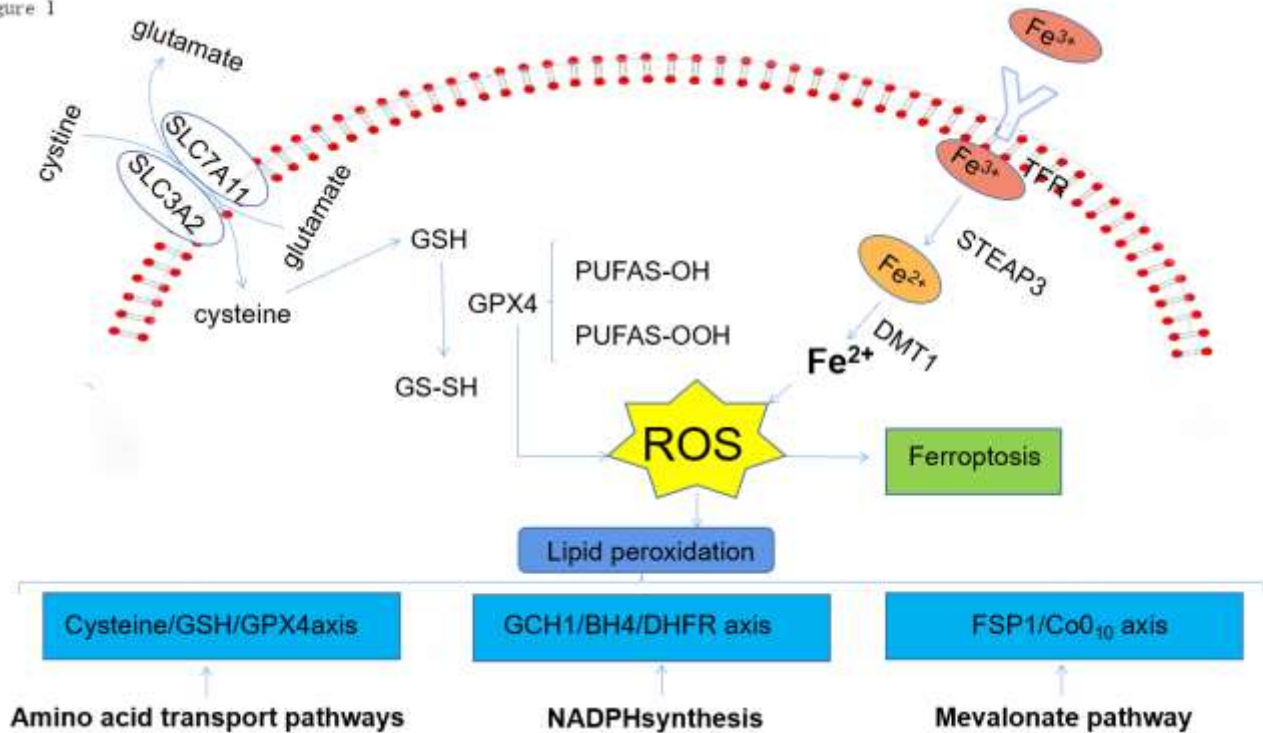 gure 1
glutamate
cystine
SLC7A11
SLC3A2
glutamate
cysteine
GSH
GS-SH
GPX4
PUFAS-OH
PUFAS-OOH
Fe³⁺
Fe³⁺
TFR
STEAP3
Fe²⁺
DMT1
Fe²⁺
ROS
Ferroptosis
Lipid peroxidation
Cysteine/GSH/GPX4axis
GCH1/BH4/DHFR axis
FSP1/Co0₁₀ axis
Amino acid transport pathways
NADPHsynthesis
Mevalonate pathway